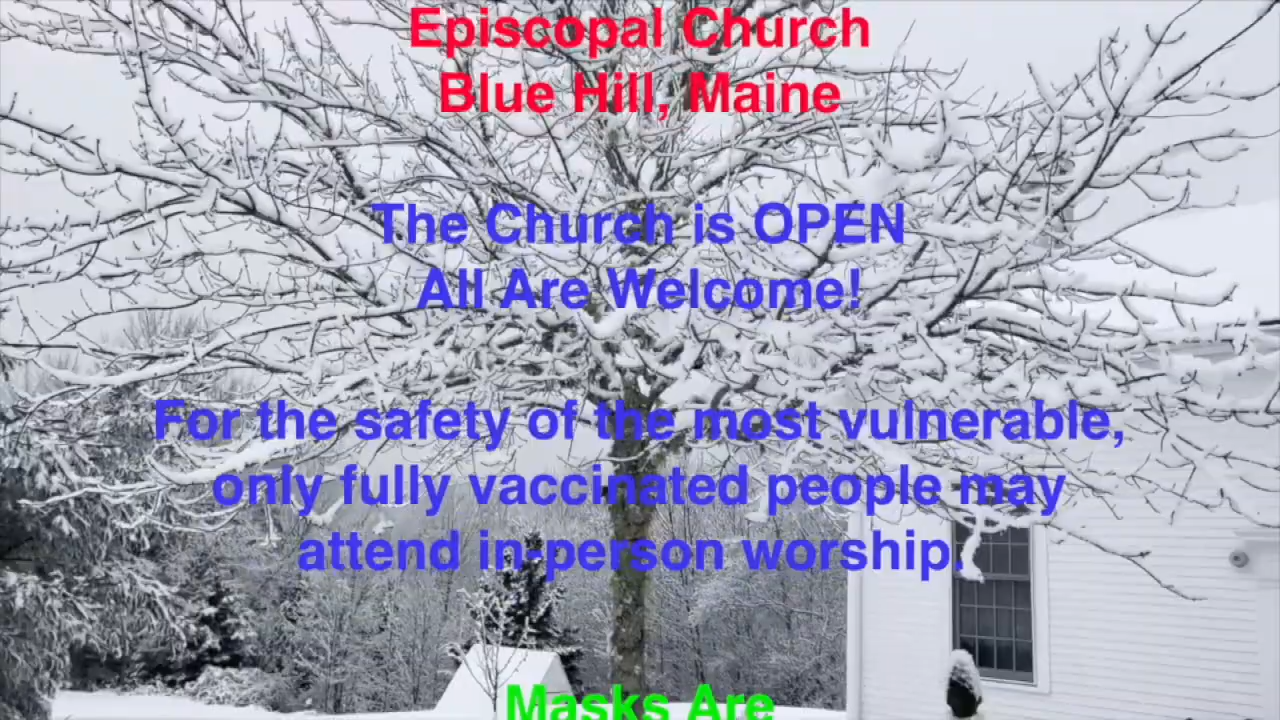 Episcopal Church
Blue Hill, Maine
The Church is OPEN
All Are Welcome!
For the safety of the most vulnerable,
only fully vaccinated people may
attend in-person worship.
Masks Are